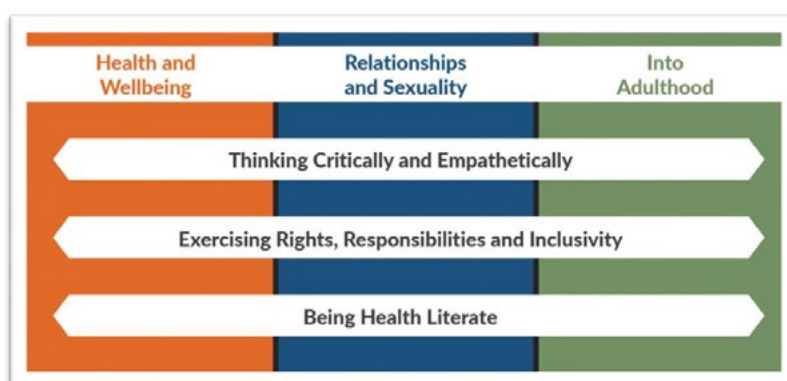 Health and
Wellbeing
Relationships
and Sexuality
Into
Adulthood
Thinking Critically and Empathetically
Exercising Rights, Responsibilities and Inclusivity
Being Health Literate